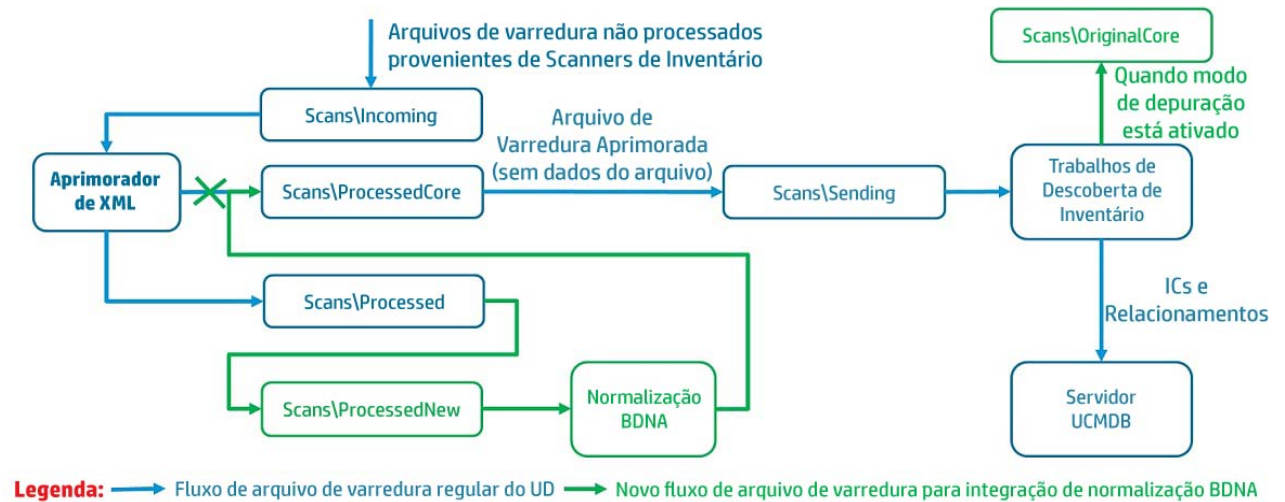 Arquivos de varredura não processados
provenientes de Scanners de Inventário
Scans\OriginalCore
Quando modo
de depuração
está ativado
Scans\Incoming
Arquivo de
Varredura Aprimorada
(sem dados do arquivo)
Aprimorador
de XML
Scans\ProcessedCore
Scans\Sending
Trabalhos de
Descoberta de
Inventário
Scans\Processed
ICs e
Relacionamentos
Scans\ProcessedNew
Normalização
BDNA
Servidor
UCMDB
Legenda: Fluxo de arquivo de varredura regular do UD Novo fluxo de arquivo de varredura para integração de normalização BDNA